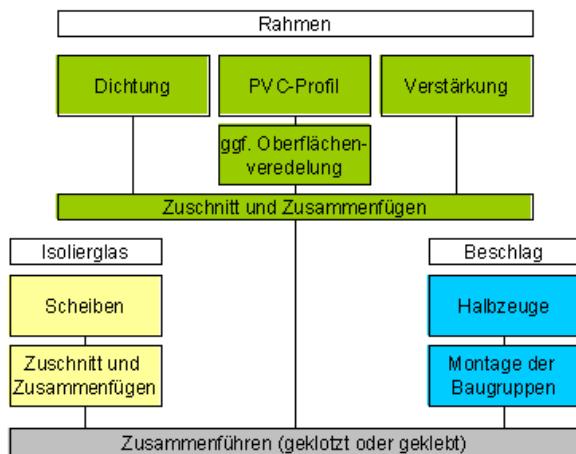 Rahmen
Dichtung
PVC-Profil
Verstärkung
ggf. Oberflächen-
veredelung
Zuschnitt und Zusammenfügen
Isolierglas
Beschlag
Scheiben
Halbzeuge
Zuschnitt und
Zusammenfügen
Montage der
Baugruppen
Zusammenführen (geklotzt oder geklebt)